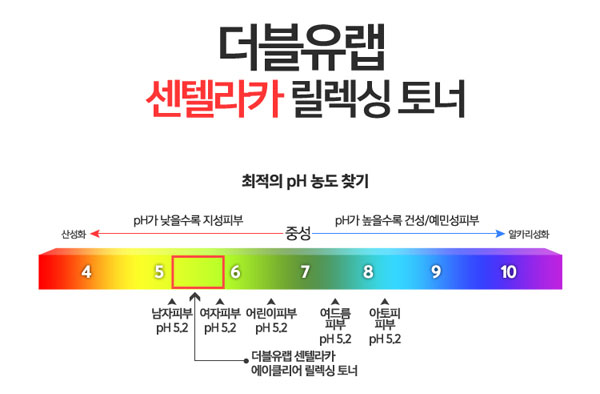 더블유랩
센텔라카 릴렉싱 토너
최적의 pH 농도 찾기
pH가 낮을수록 지성피부
pH가 높을수록 건성/예민성피부
산성화
중성
알카리성화
4 5 6 7 8 9 10
남자피부
pH 5,2
여자피부
pH 5,2
어린이피부
pH 5,2
여드름
피부
pH 5,2
아토피
피부
pH 5,2
더블유랩 센텔라카
에이클리어 릴렉싱 토너